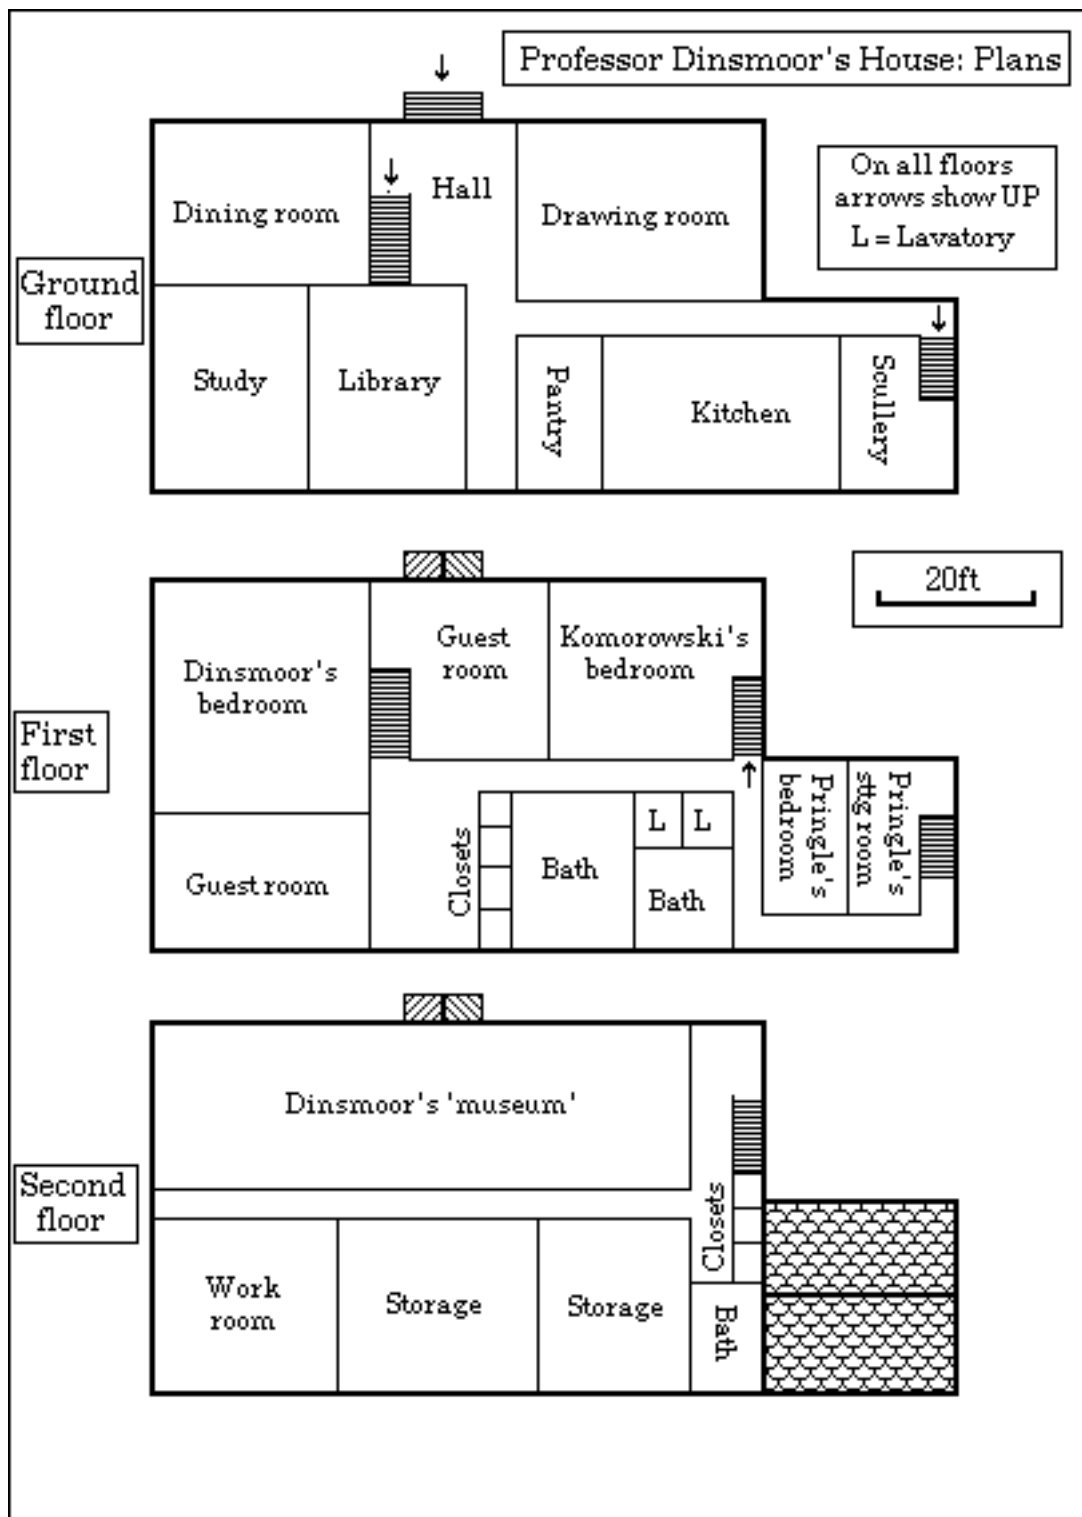 Professor Dinsmoor's House: Plans
On all floors
arrows show UP
L = Lavatory
Ground
floor
Dining room
Hall
Drawing room
Study
Library
Pantry
Kitchen
Scullery
20ft
First
floor
Dinsmoor's
bedroom
Guest
room
Komorowski's
bedroom
Guest room
Closets
Bath
L
L
Bath
Pringle's
bedroom
Pringle's
sttg room
Second
floor
Dinsmoor's 'museum'
Work
room
Storage
Storage
Closets
Bath